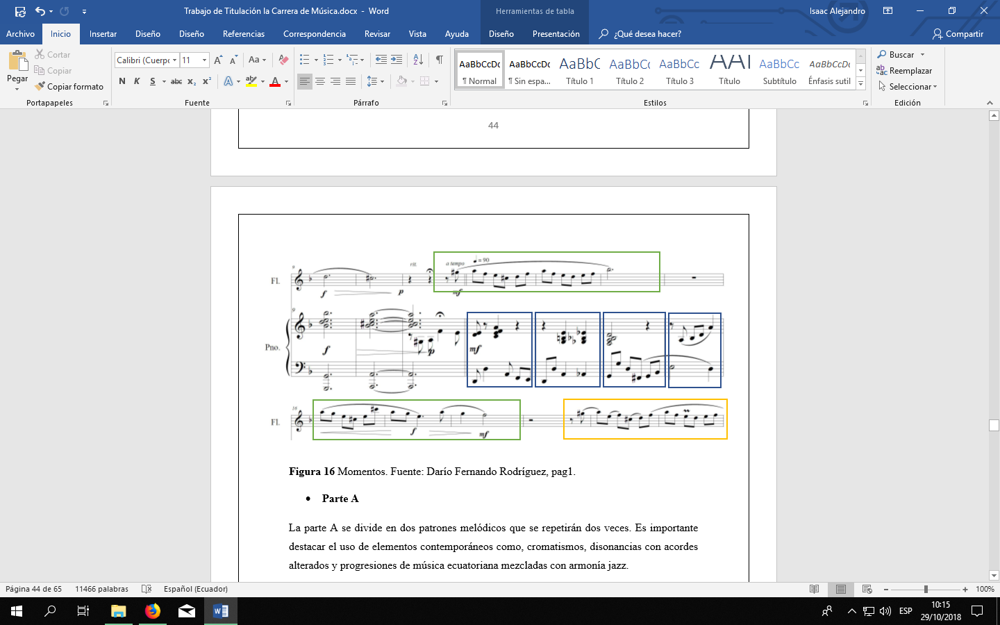 Trabajo de Titulación la Carrera de Música.docx - Word
Herramientas de tabla
Isaac Alejandro
Archivo Inicio Insertar Diseño Diseño Referencias Correspondencia Revisar Vista Ayuda Diseño Presentación ¿Qué desea hacer? Compartir
Pegar
Cortar
Copiar
Copiar formato
Portapapeles
Calibri (Cuerpo 11
N K S abc x₂ x²
Fuente
Párrafo
AaBbCcDc AaBbCcDc AaBbC AaBbCc AaBbCc AAI AaBbCc AaBbCcDc
¶ Normal ¶ Sin espa... Título 1 Título 2 Título 3 Título Subtítulo Énfasis sutil
Estilos
Buscar
Reemplazar
Seleccionar
Edición
44
9 rit. a tempo ♩ = 90
Fl.
f p mf
9
Pno.
f p mf
16
Fl.
f mf
Figura 16 Momentos. Fuente: Darío Fernando Rodríguez, pag1.
• Parte A
La parte A se divide en dos patrones melódicos que se repetirán dos veces. Es importante
destacar el uso de elementos contemporáneos como, cromatismos, disonancias con acordes
alterados y progresiones de música ecuatoriana mezcladas con armonía jazz.
Página 44 de 65 11466 palabras Español (Ecuador) 100%
ESP
10:15
29/10/2018